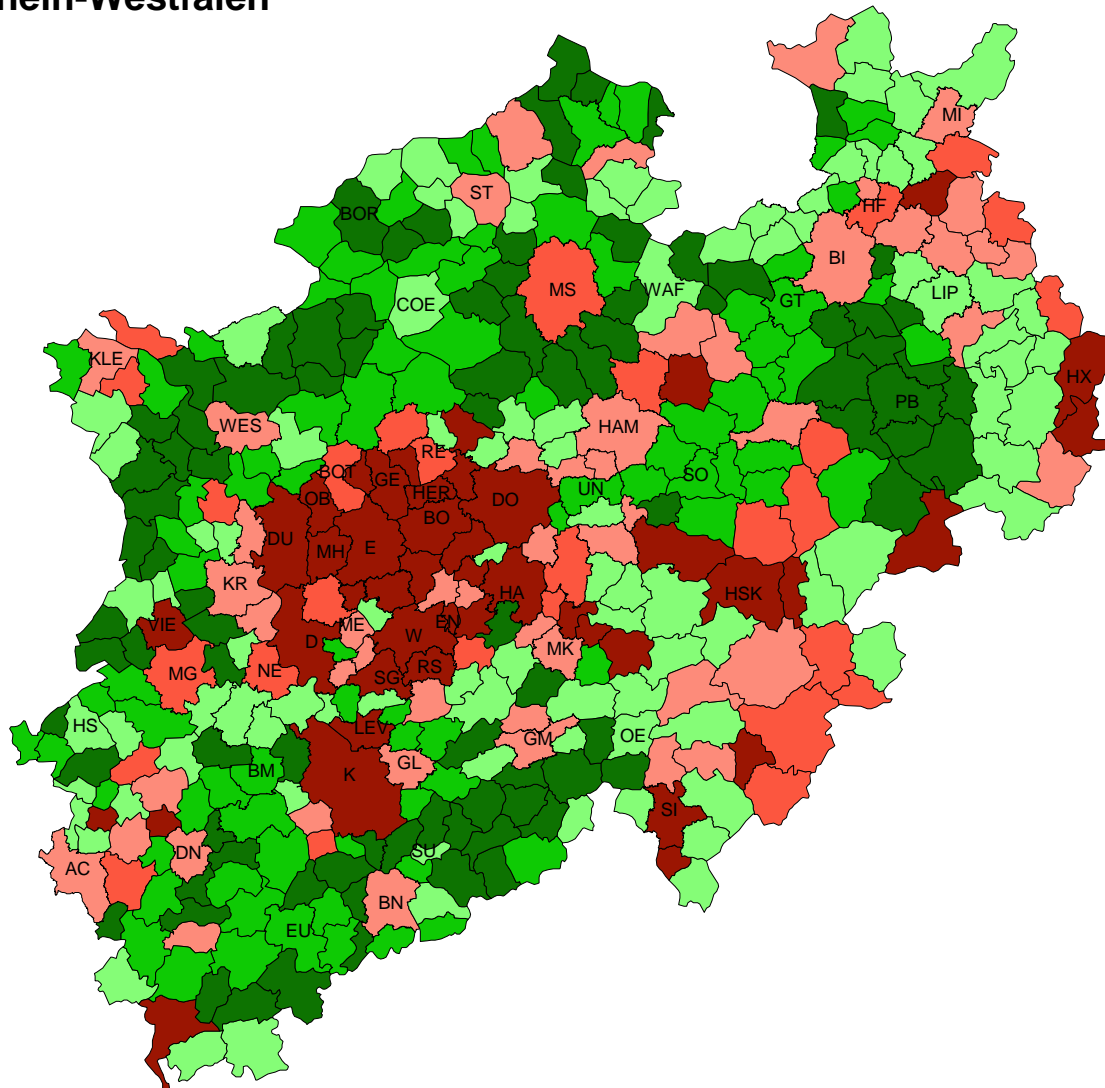 hein-Westfalen
MI
ST
HF
BOR
BI
MS
WAF
LIP
COE
GT
KLE
HX
PB
WES
HAM
RE
BOT
GE
SO
OB
HER
UN
DO
BO
DU
MH
E
KR
HA
HSK
VIE
ME
EN
D
W
MK
RS
MG
NE
SG
HS
LEV
OE
GM
GL
BM
K
SI
SU
DN
AC
BN
EU